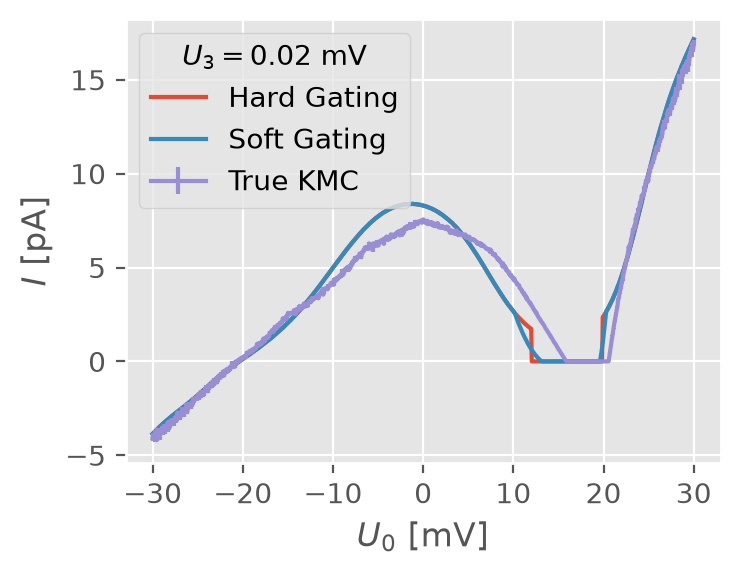 U₃ = 0.02 mV
Hard Gating
Soft Gating
True KMC
I [pA]
15
10
5
0
−5
−30
−20
−10
0
10
20
30
U₀ [mV]